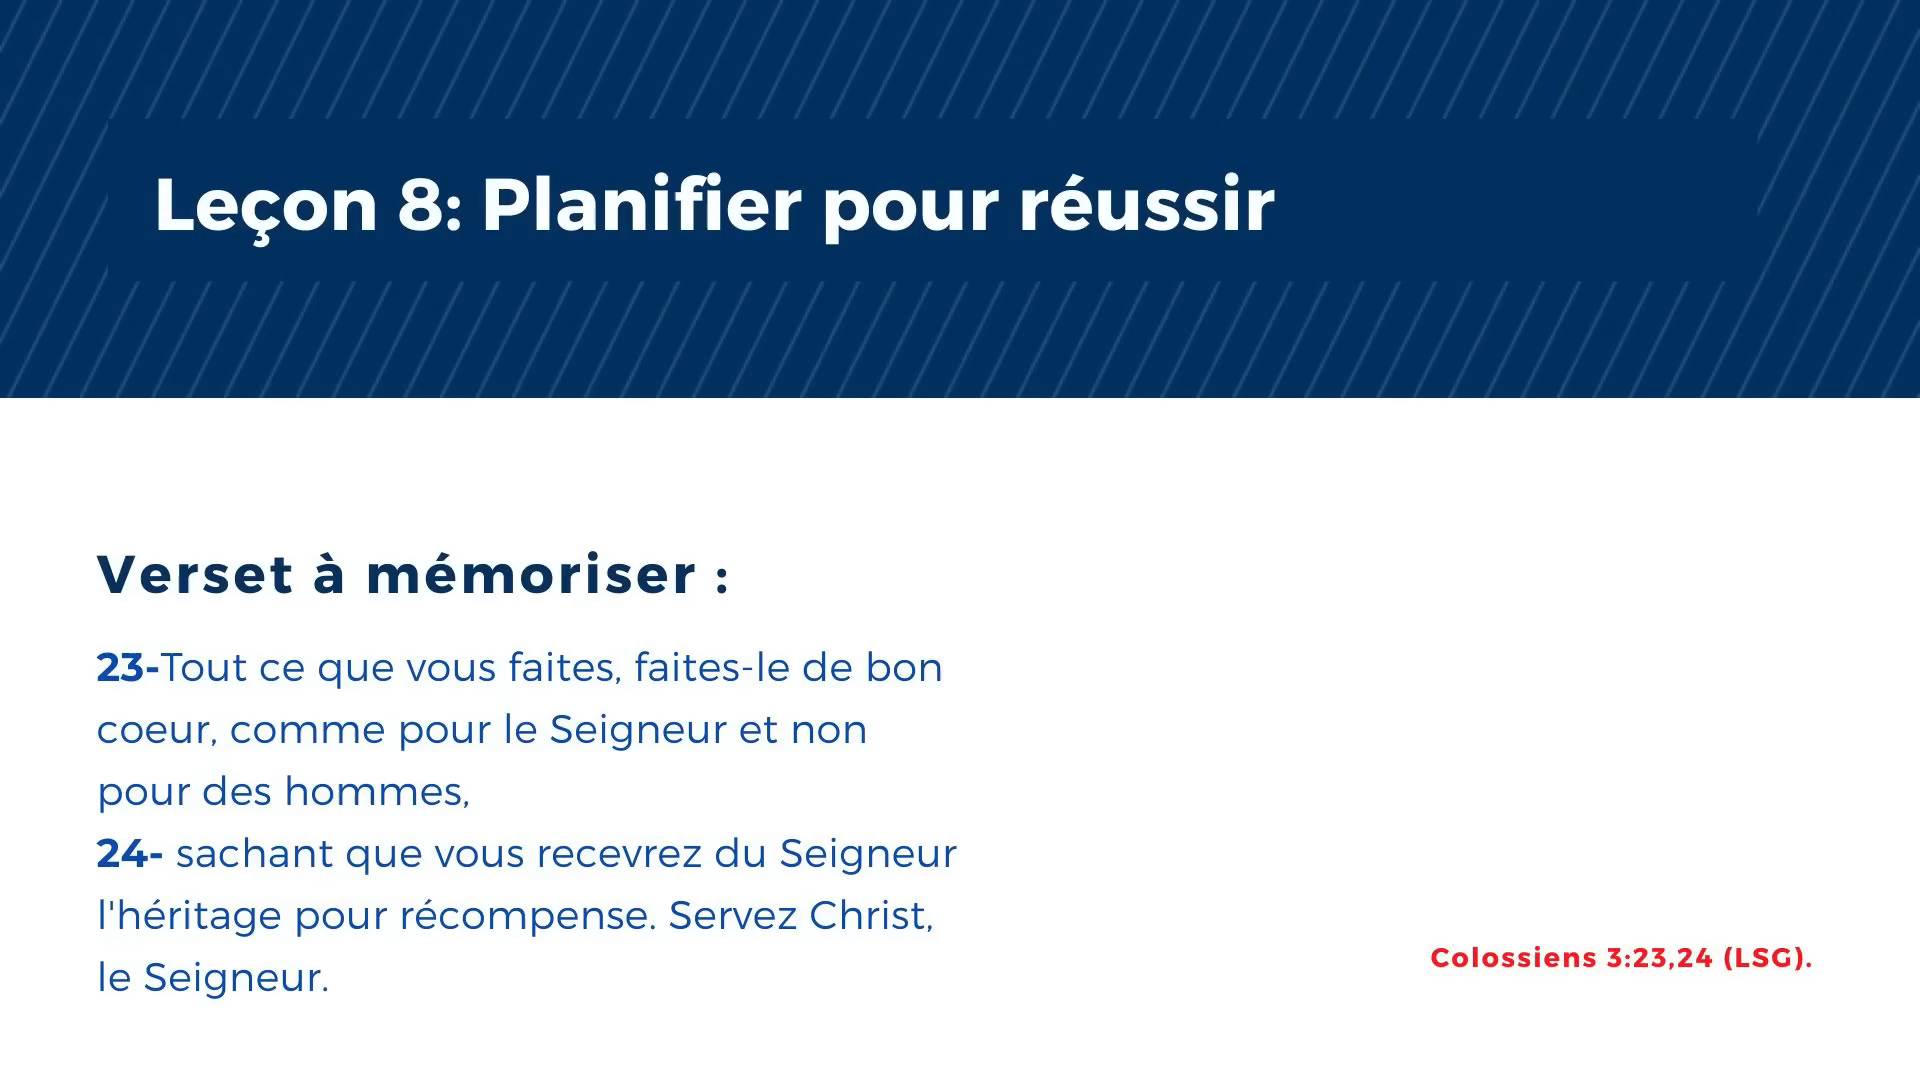 Leçon 8: Planifier pour réussir
Verset à mémoriser :
23-Tout ce que vous faites, faites-le de bon
coeur, comme pour le Seigneur et non
pour des hommes,
24- sachant que vous recevrez du Seigneur
l'héritage pour récompense. Servez Christ,
le Seigneur.
Colossiens 3:23,24 (LSG).